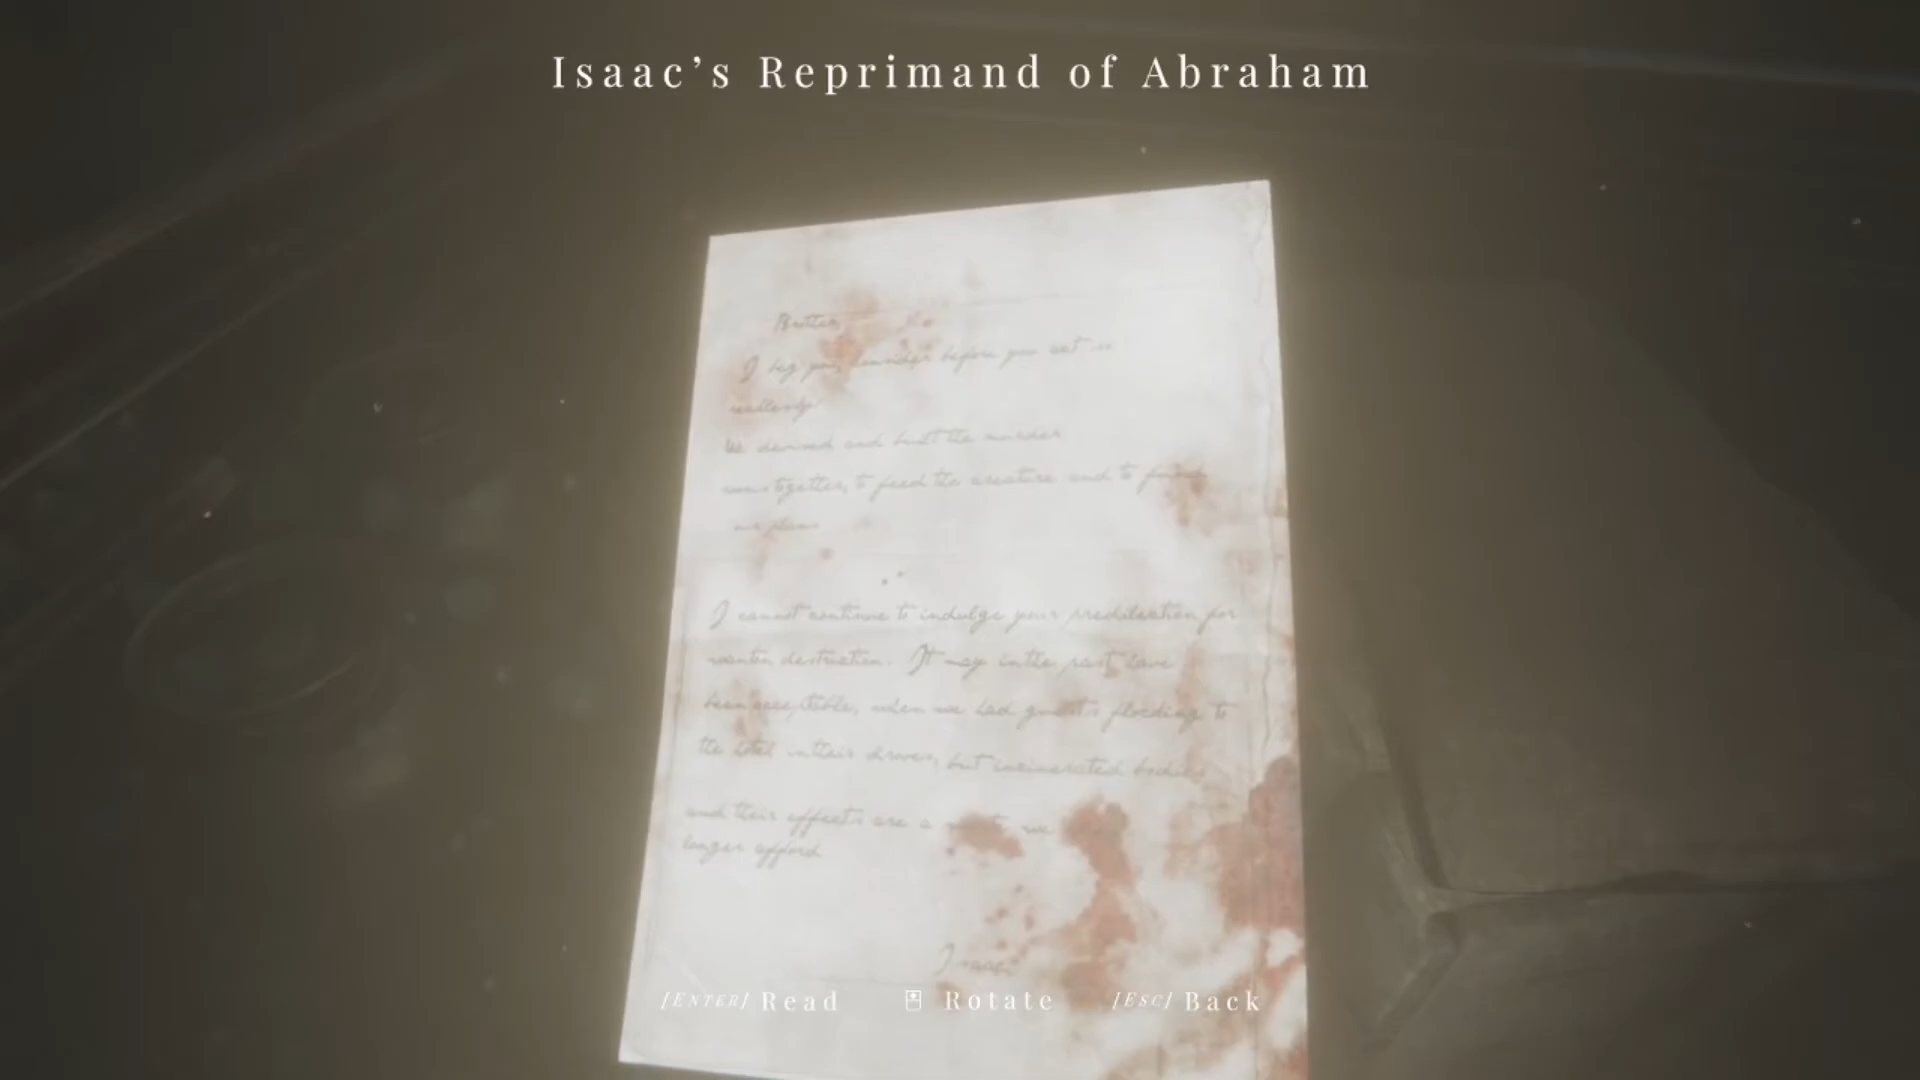 Isaac's Reprimand of Abraham
Brother,
I beg you, consider before you act so
recklessly.
We devised and built the murder
rooms together, to feed the creature and to
our plans
I cannot continue to indulge your predilection for
wanton destruction. It may in the past, have
been acceptable, when we had guests flocking to
the hotel in their droves, but incinerated bodies
and their effects are a we
longer afford
Isaac
[ENTER] Read Rotate [ESC] Back